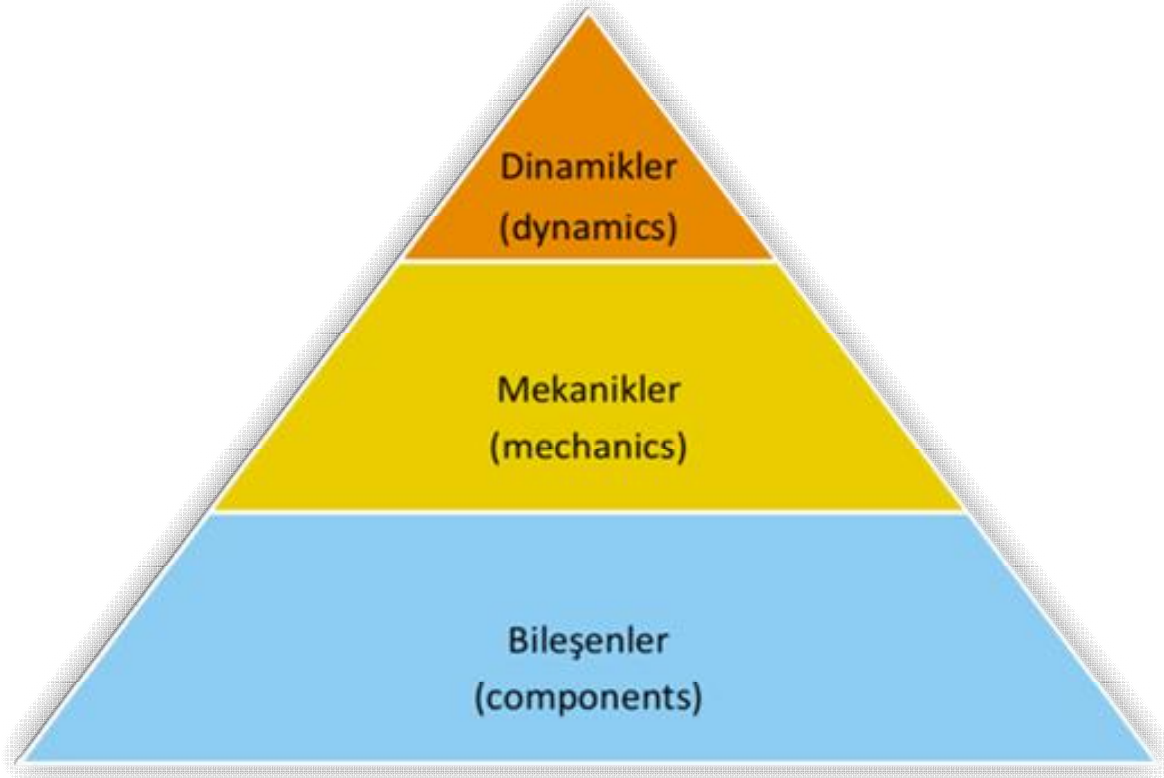 Dinamikler
(dynamics)
Mekanikler
(mechanics)
Bileşenler
(components)